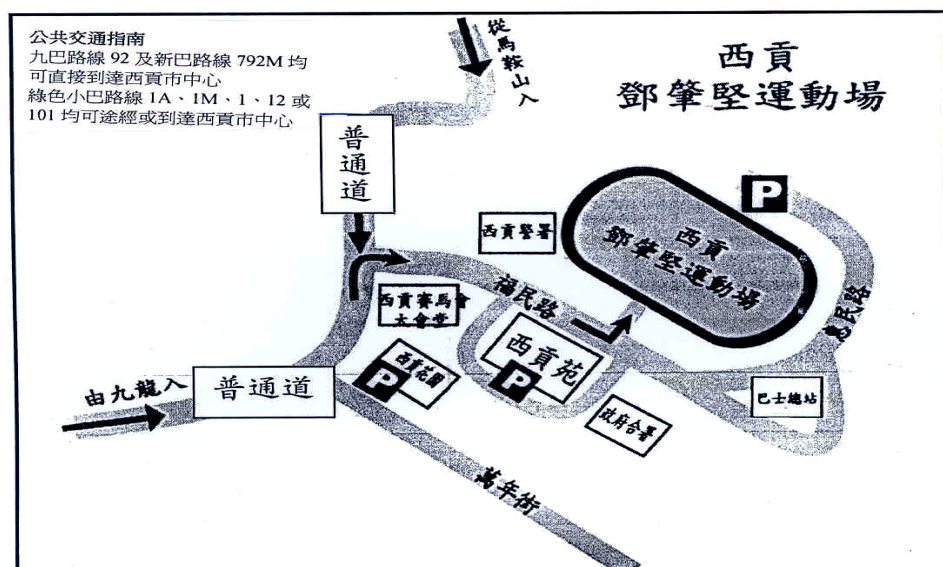 公共交通指南
九巴路線 92 及新巴路線 792M 均
可直接到達西貢市中心
綠色小巴路線 1A、1M、1、12 或
101 均可途經或到達西貢市中心
從馬鞍山入
西貢
鄧肇堅運動場
普通道
P
西貢警署
西貢
鄧肇堅運動場
福民路
惠民路
西貢賽馬會
大會堂
西貢苑
P
西貢花園
P
普通道
由九龍入
政府合署
巴士總站
萬年街